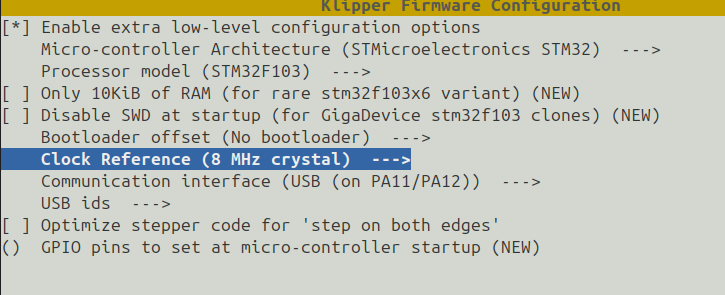 Klipper Firmware Configuration
[*] Enable extra low-level configuration options
Micro-controller Architecture (STMicroelectronics STM32)  --->
Processor model (STM32F103)  --->
[ ] Only 10KiB of RAM (for rare stm32f103x6 variant) (NEW)
[ ] Disable SWD at startup (for GigaDevice stm32f103 clones) (NEW)
Bootloader offset (No bootloader)  --->
Clock Reference (8 MHz crystal)  --->
Communication interface (USB (on PA11/PA12))  --->
USB ids  --->
[ ] Optimize stepper code for 'step on both edges'
() GPIO pins to set at micro-controller startup (NEW)